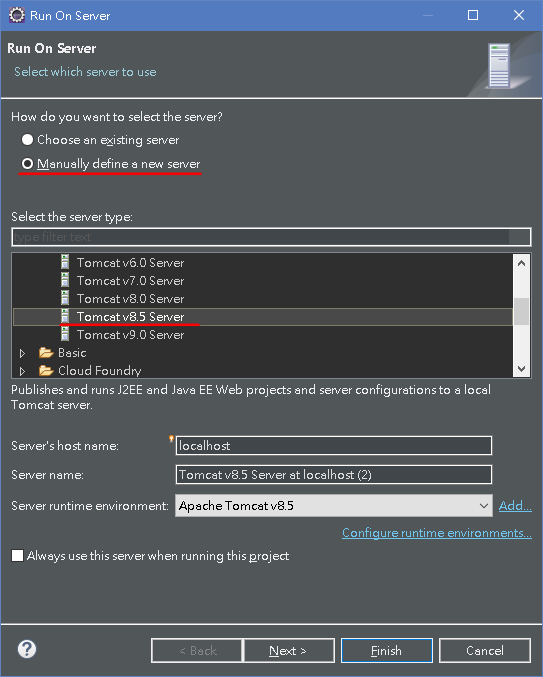 Run On Server
Run On Server
Select which server to use
How do you want to select the server?
Choose an existing server
Manually define a new server
Select the server type:
type filter text
Tomcat v6.0 Server
Tomcat v7.0 Server
Tomcat v8.0 Server
Tomcat v8.5 Server
Tomcat v9.0 Server
Basic
Cloud Foundry
Publishes and runs J2EE and Java EE Web projects and server configurations to a local
Tomcat server.
Server's host name: localhost
Server name: Tomcat v8.5 Server at localhost (2)
Server runtime environment: Apache Tomcat v8.5 Add...
Configure runtime environments...
Always use this server when running this project
? < Back Next > Finish Cancel